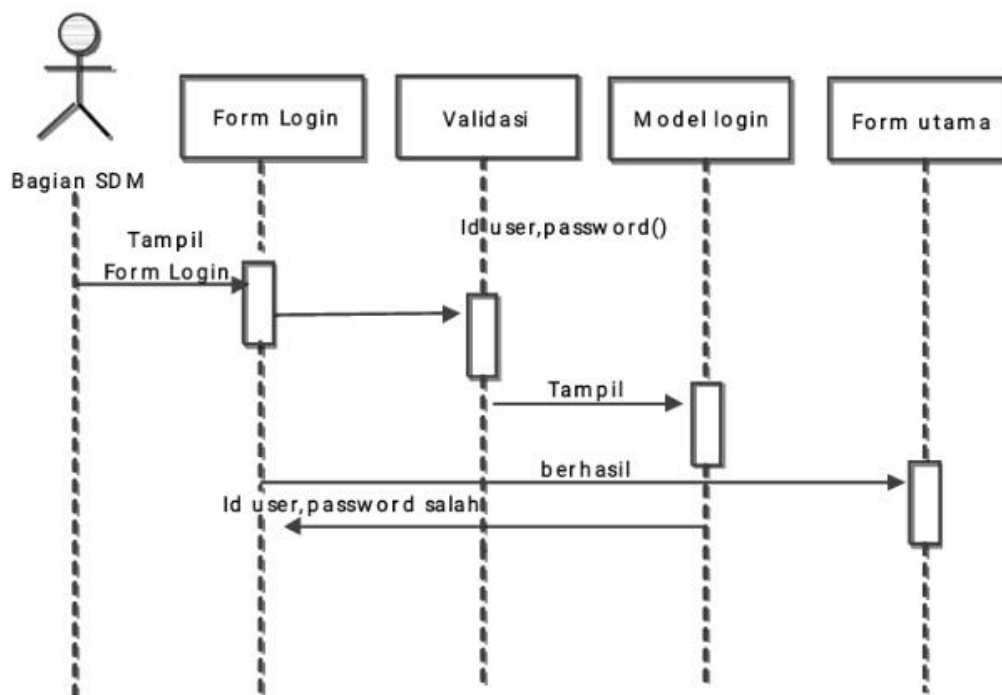 Form Login
Validasi
Model login
Form utama
Bagian SDM
Id user,password()
Tampil
Form Login
Tampil
berhasil
Id user,password salah